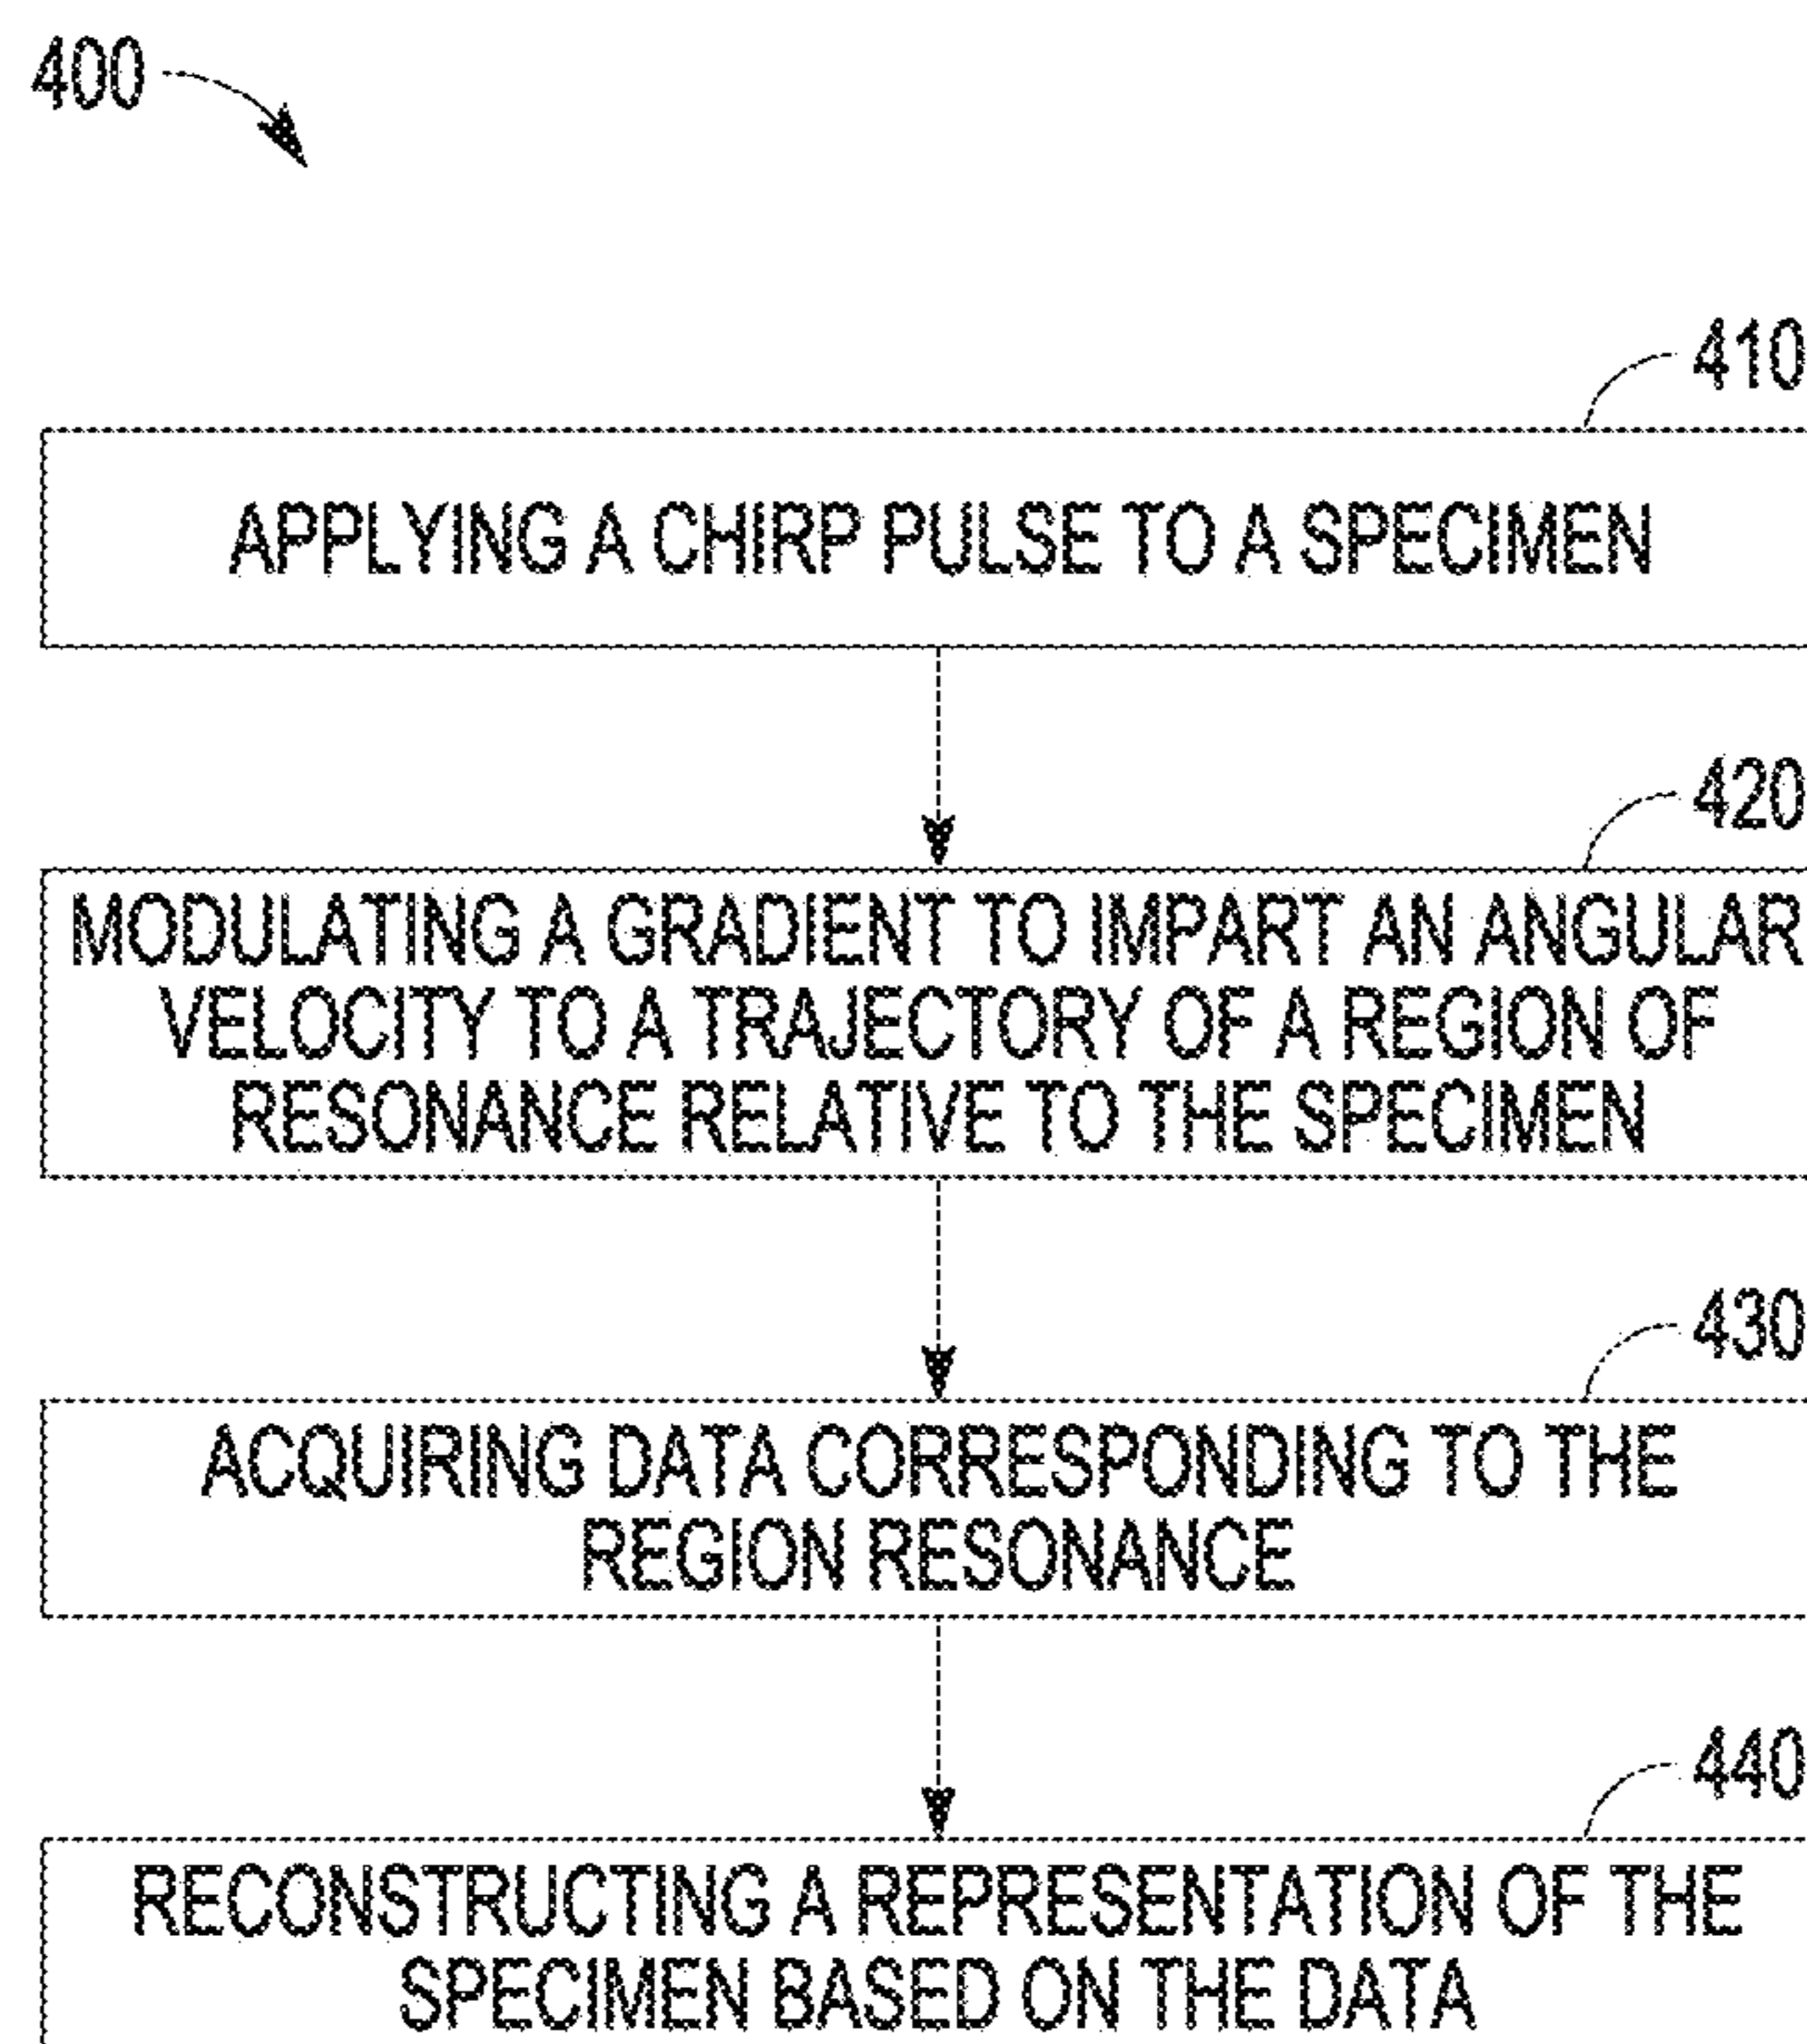 400
410
APPLYING A CHIRP PULSE TO A SPECIMEN
420
MODULATING A GRADIENT TO IMPART AN ANGULAR
VELOCITY TO A TRAJECTORY OF A REGION OF
RESONANCE RELATIVE TO THE SPECIMEN
430
ACQUIRING DATA CORRESPONDING TO THE
REGION RESONANCE
440
RECONSTRUCTING A REPRESENTATION OF THE
SPECIMEN BASED ON THE DATA